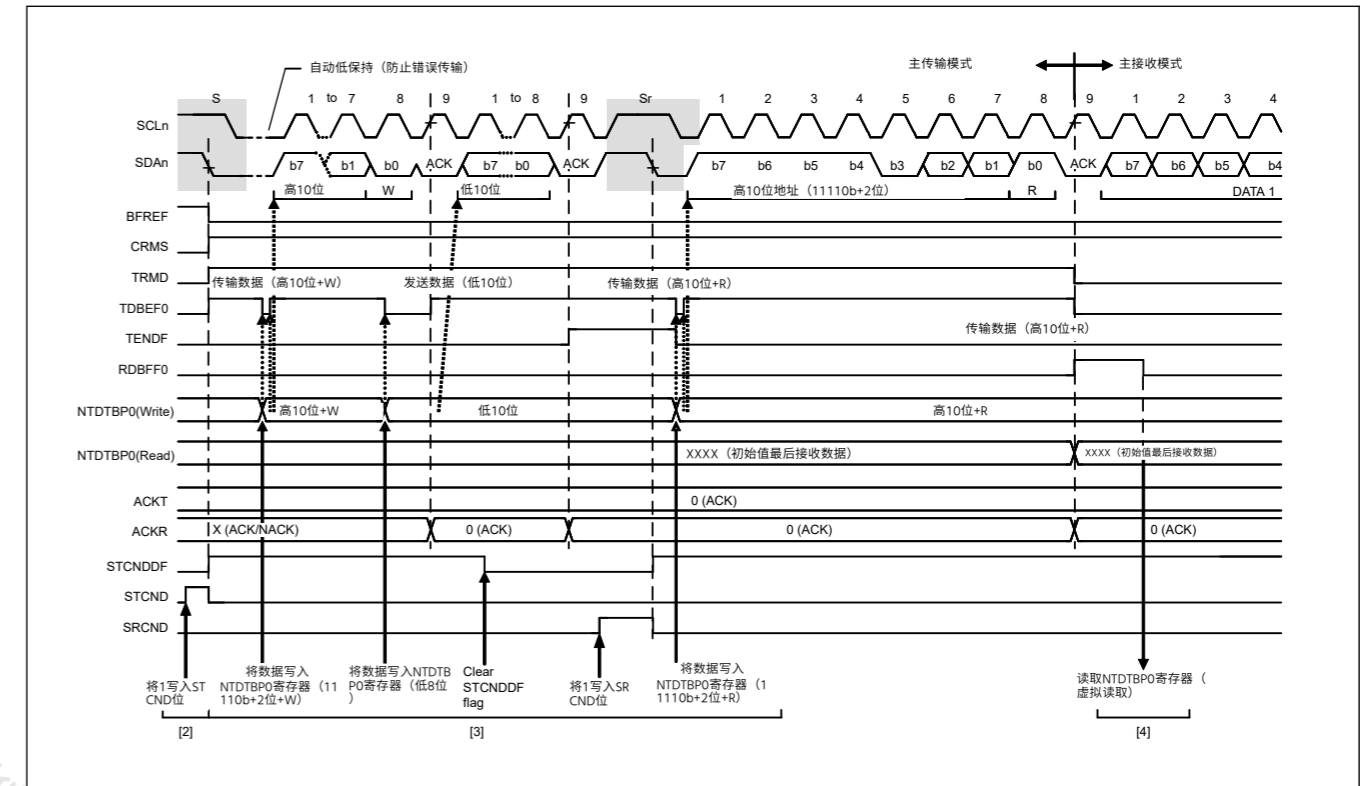 自动低保持（防止错误传输）
主传输模式
主接收模式
S
1 to 7 8 9 1 to 8 9 Sr 1 2 3 4 5 6 7 8 9 1 2 3 4
SCLn
SDAn
b7 b1 b0 ACK b7 b0 ACK b7 b6 b5 b4 b3 b2 b1 b0 ACK b7 b6 b5 b4
高10位 W 低10位 高10位地址（11110b+2位） R DATA 1
BFREF
CRMS
TRMD
传输数据（高10位+W） 发送数据（低10位） 传输数据（高10位+R）
TDBEF0
TENDF
传输数据（高10位+R）
RDBFF0
NTDTBP0(Write) 高10位+W 低10位 高10位+R
NTDTBP0(Read) XXXX（初始值最后接收数据） XXXX（初始值最后接收数据）
ACKT 0 (ACK)
ACKR X (ACK/NACK) 0 (ACK) 0 (ACK) 0 (ACK)
STCNDDF
STCND
SRCND
将1写入ST
CND位
将数据写入
NTDTBP0寄存器（11
110b+2位+W）
将数据写入NTDTB
P0寄存器（低8位
）
Clear
STCNDDF
flag
将1写入SR
CND位
将数据写入
NTDTBP0寄存器（1
1110b+2位+R）
读取NTDTBP0寄存器（
虚拟读取）
[2] [3] [4]